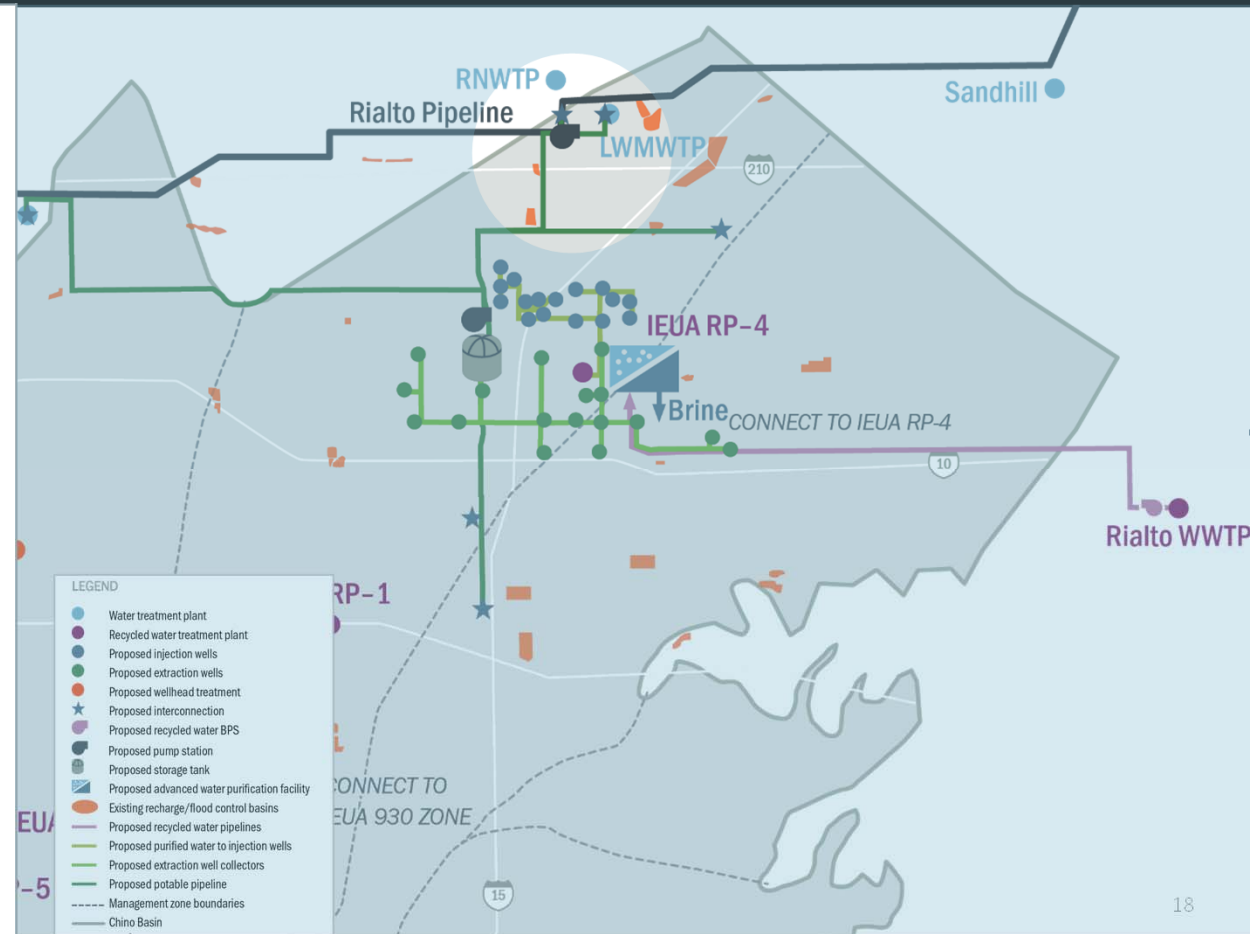 RNWTP
Rialto Pipeline
Sandhill
LWMWTP
210
IEUA RP-4
Brine
CONNECT TO IEUA RP-4
10
Rialto WWTP
RP-1
CONNECT TO
EUA 930 ZONE
EUA
-5
15
LEGEND
Water treatment plant
Recycled water treatment plant
Proposed injection wells
Proposed extraction wells
Proposed wellhead treatment
Proposed interconnection
Proposed recycled water BPS
Proposed pump station
Proposed storage tank
Proposed advanced water purification facility
Existing recharge/flood control basins
Proposed recycled water pipelines
Proposed purified water to injection wells
Proposed extraction well collectors
Proposed potable pipeline
Management zone boundaries
Chino Basin
18